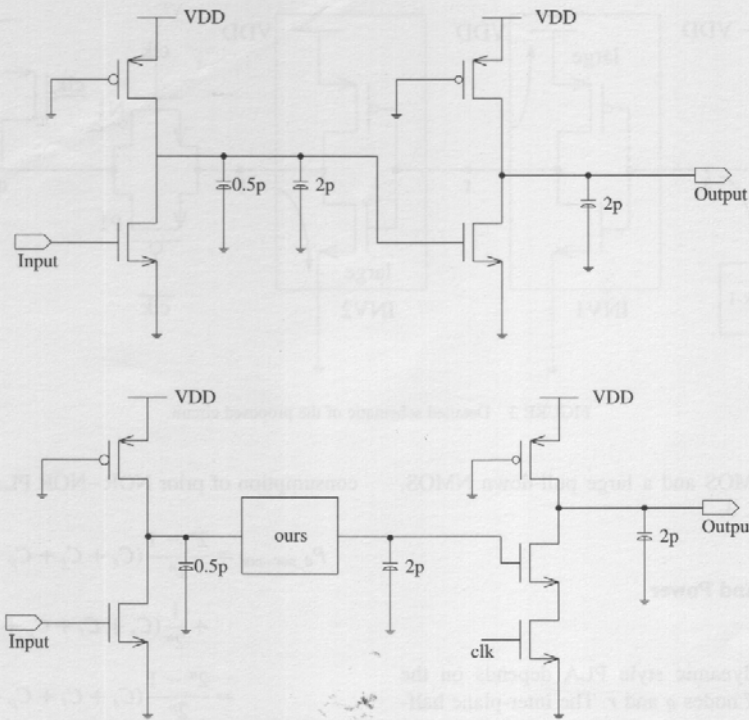 VDD
VDD
0.5p
2p
Output
2p
Input
VDD
VDD
ours
Output
0.5p
2p
2p
Input
clk